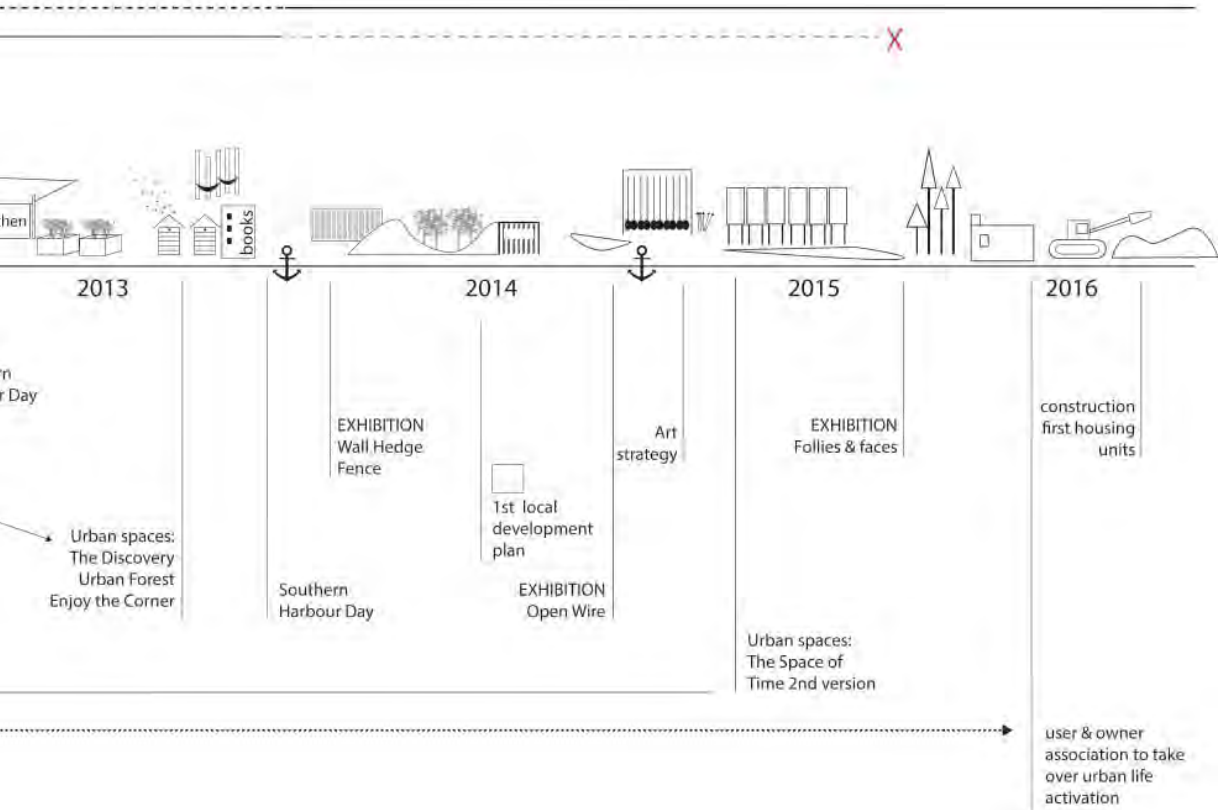 hen
books
2013
2014
2015
2016
rn
r Day
Urban spaces:
The Discovery
Urban Forest
Enjoy the Corner
Southern
Harbour Day
EXHIBITION
Wall Hedge
Fence
1st local
development
plan
EXHIBITION
Open Wire
Art
strategy
Urban spaces:
The Space of
Time 2nd version
EXHIBITION
Follies & faces
construction
first housing
units
user & owner
association to take
over urban life
activation